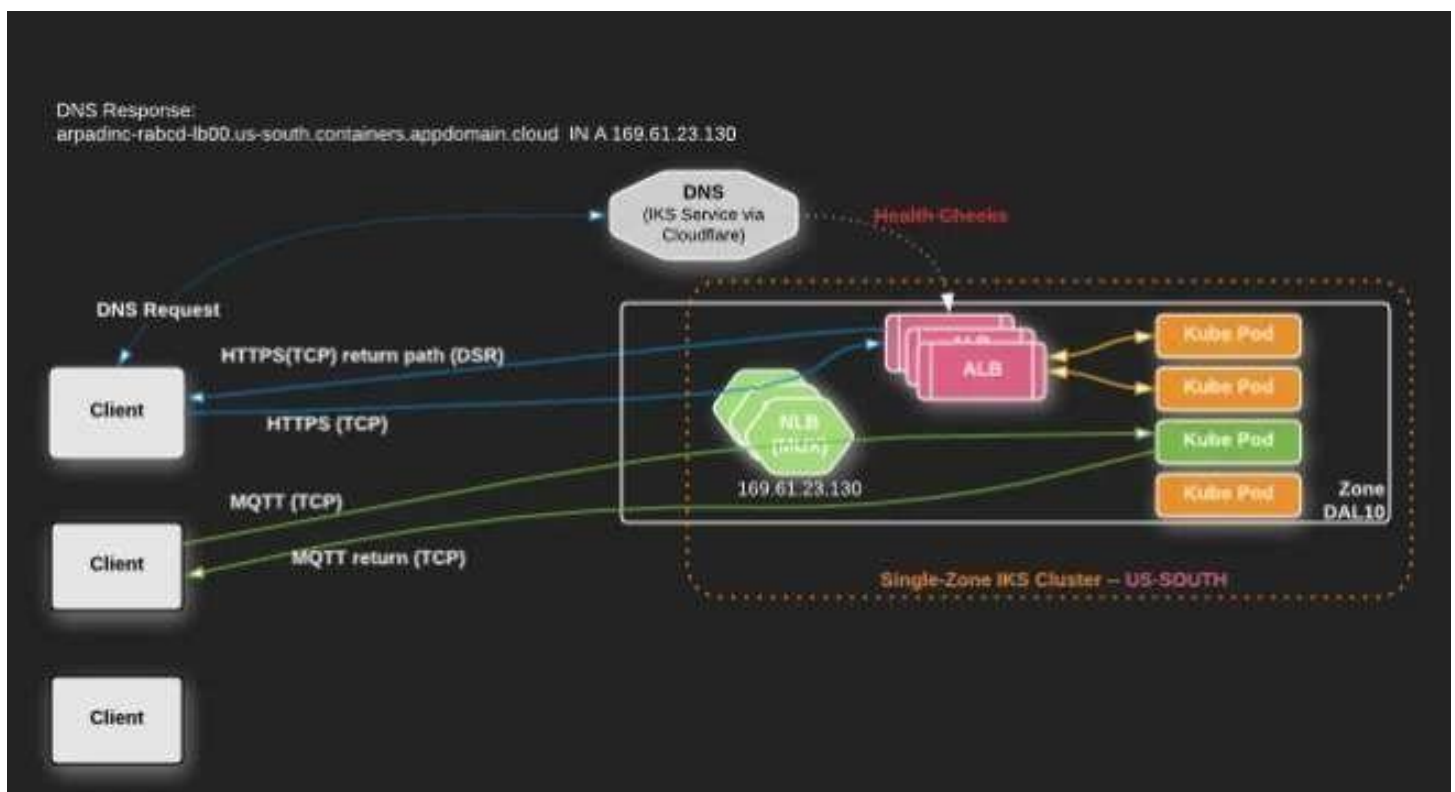 DNS Response:
arpadinc-rabcd-lb00.us-south.containers.appdomain.cloud IN A 169.61.23.130
DNS
(IKS Service via
Cloudflare)
Health Checks
DNS Request
HTTPS(TCP) return path (DSR)
Client
HTTPS (TCP)
ALB
ALB
Kube Pod
Kube Pod
Kube Pod
Kube Pod
NLB
(MUX)
169.61.23.130
Zone
DAL10
MQTT (TCP)
Client
MQTT return (TCP)
Single-Zone IKS Cluster – US-SOUTH
Client